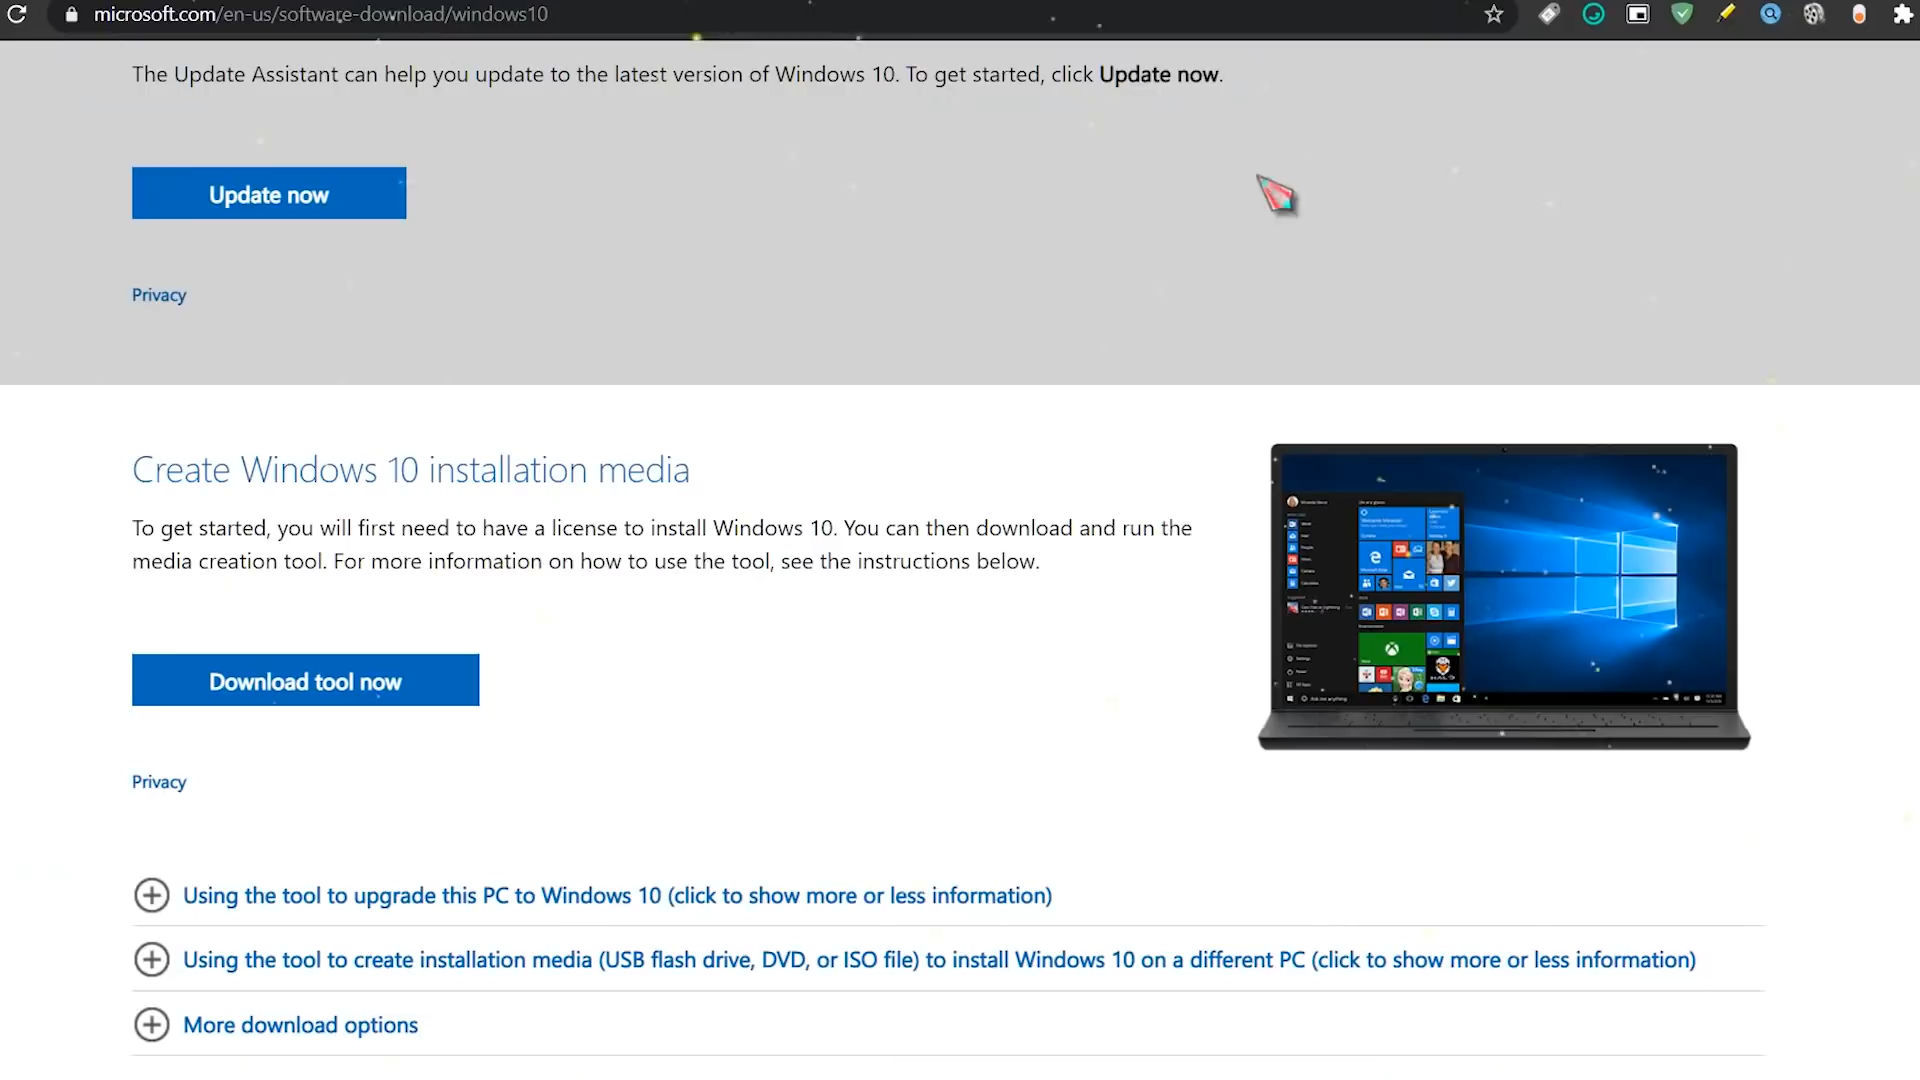 microsoft.com/en-us/software-download/windows10
The Update Assistant can help you update to the latest version of Windows 10. To get started, click Update now.
Update now
Privacy
Create Windows 10 installation media
To get started, you will first need to have a license to install Windows 10. You can then download and run the
media creation tool. For more information on how to use the tool, see the instructions below.
Download tool now
Privacy
Using the tool to upgrade this PC to Windows 10 (click to show more or less information)
Using the tool to create installation media (USB flash drive, DVD, or ISO file) to install Windows 10 on a different PC (click to show more or less information)
More download options